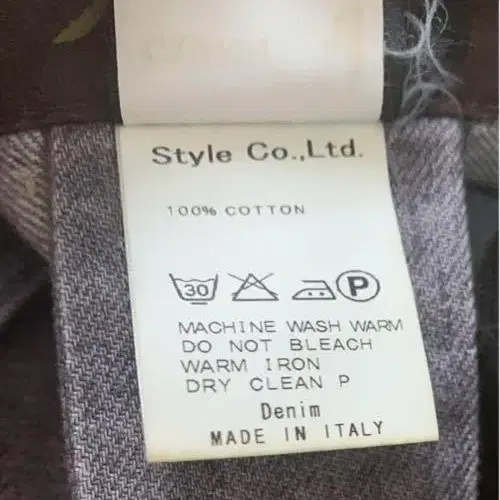 Style Co.,Ltd.
100% COTTON
30 P
MACHINE WASH WARM
DO NOT BLEACH
WARM IRON
DRY CLEAN P
Denim
MADE IN ITALY